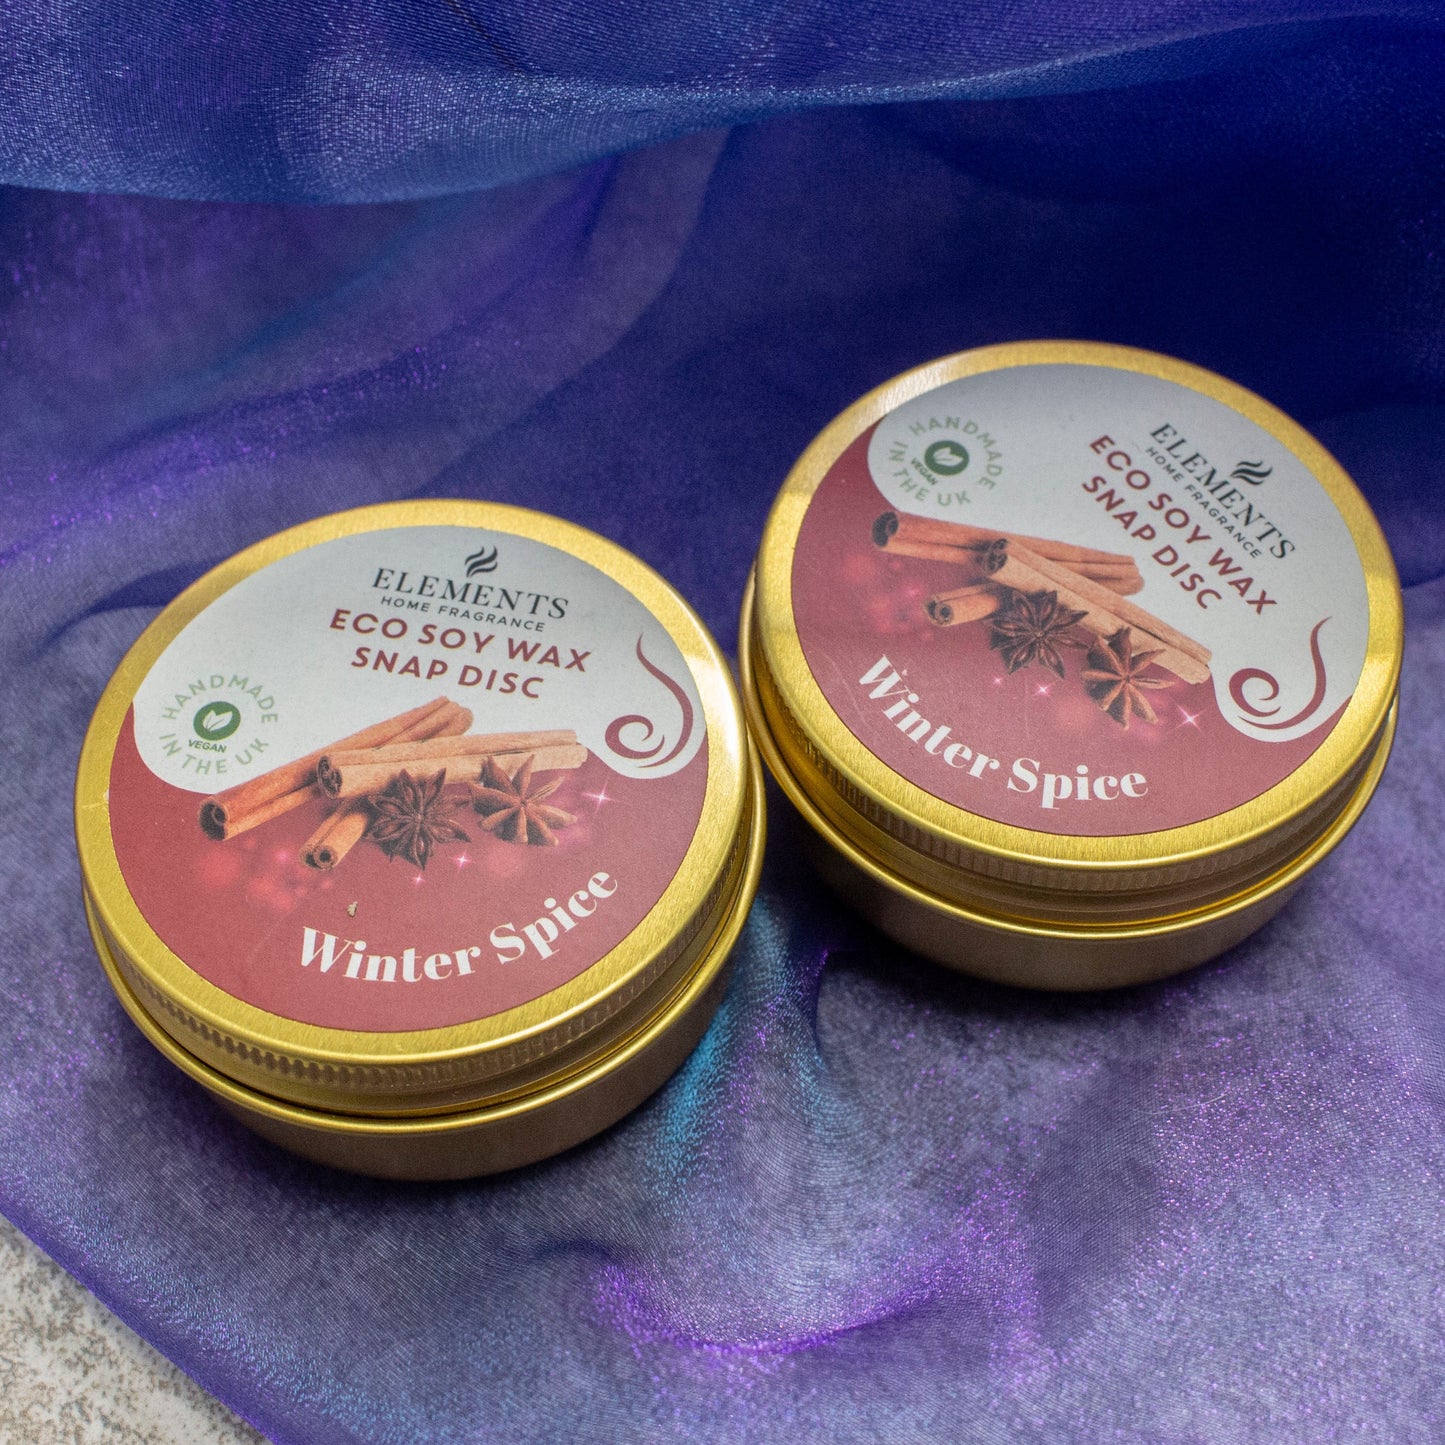 ELEMENTS
HOME FRAGRANCE
ECO SOY WAX
SNAP DISC
HANDMADE
VEGAN
IN THE UK
Winter Spice
ELEMENTS
HOME FRAGRANCE
ECO SOY WAX
SNAP DISC
HANDMADE
VEGAN
IN THE UK
Winter Spice